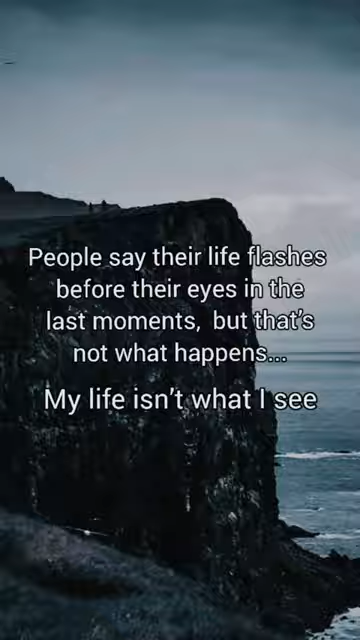 People say their life flashes
before their eyes in the
last moments, but that's
not what happens...
My life isn't what I see